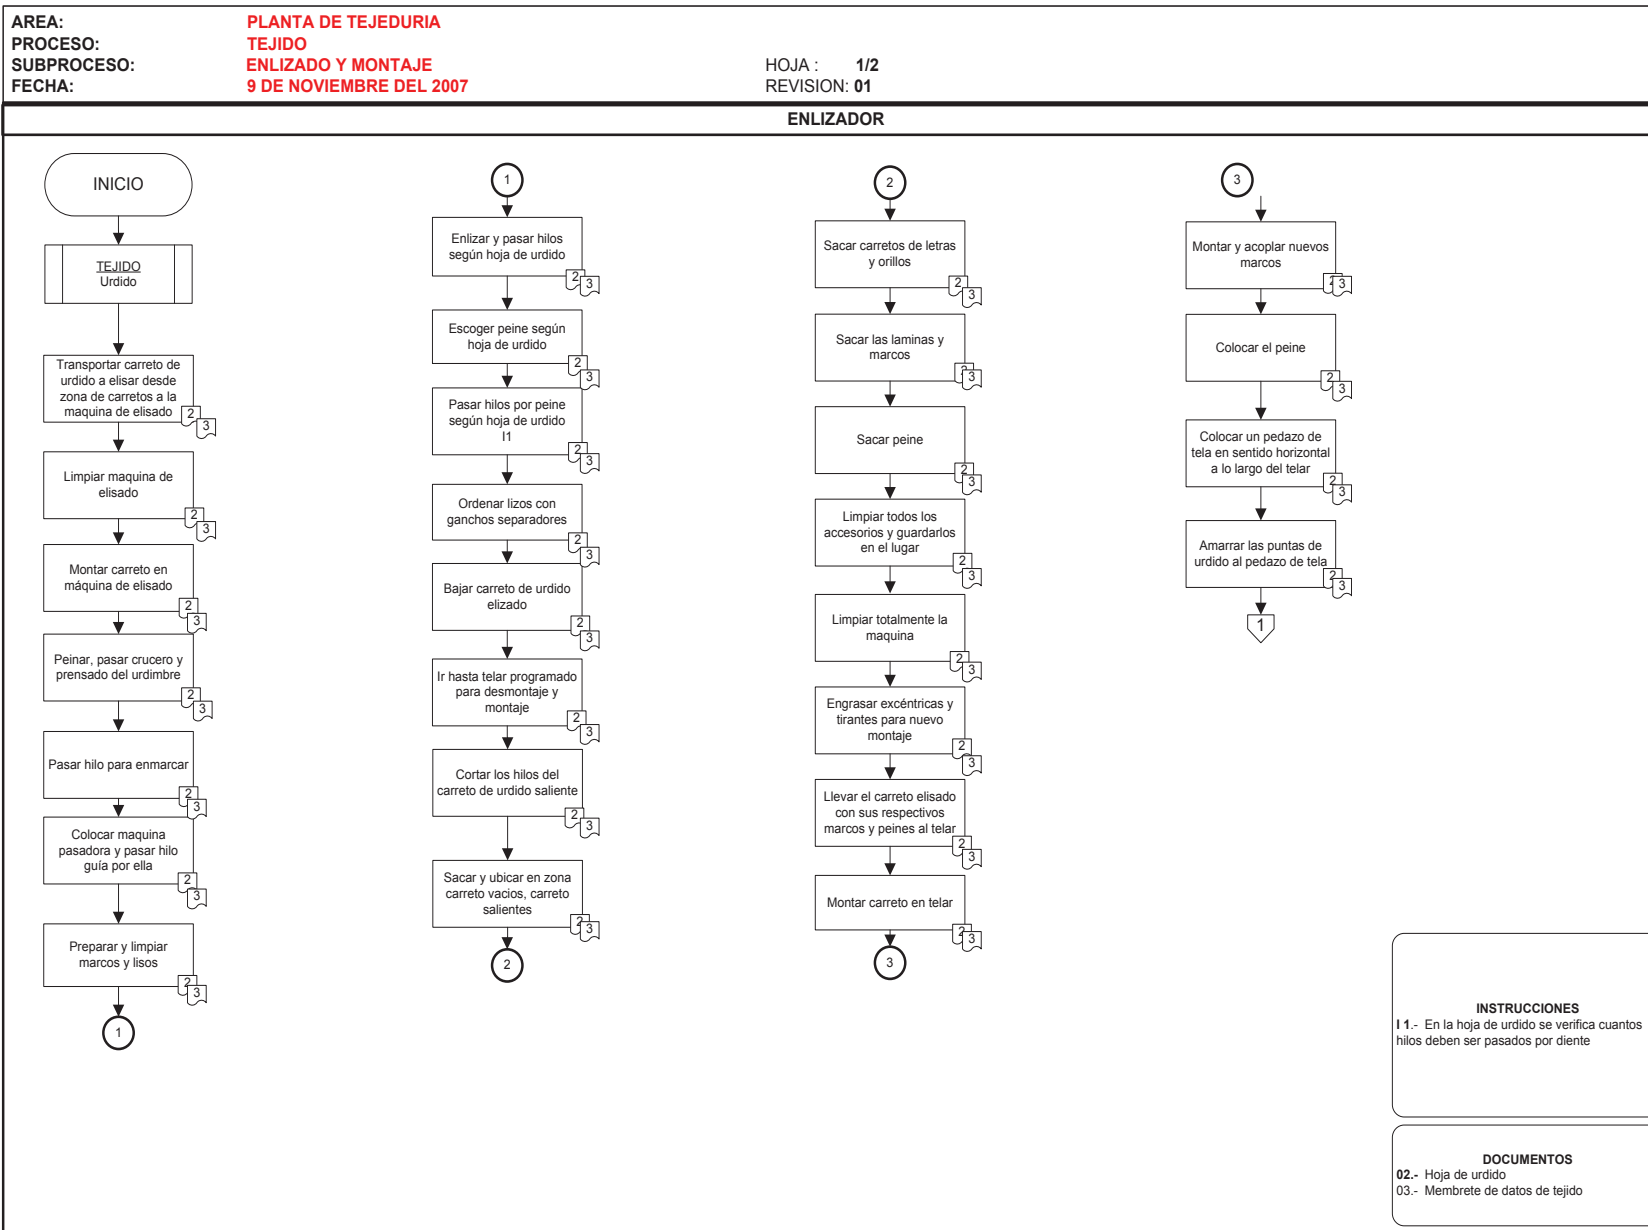 AREA: PLANTA DE TEJEDURIA
PROCESO: TEJIDO
SUBPROCESO: ENLIZADO Y MONTAJE HOJA : 1/2
FECHA: 9 DE NOVIEMBRE DEL 2007 REVISION: 01
ENLIZADOR
INICIO
TEJIDO
Urdido
Transportar carreto de
urdido a elisar desde
zona de carretos a la
maquina de elisado
2
3
Limpiar maquina de
elisado
2
3
Montar carreto en
máquina de elisado
2
3
Peinar, pasar crucero y
prensado del urdimbre
2
3
Pasar hilo para enmarcar
2
3
Colocar maquina
pasadora y pasar hilo
guía por ella
2
3
Preparar y limpiar
marcos y lisos
2
3
1
1
Enlizar y pasar hilos
según hoja de urdido
2
3
Escoger peine según
hoja de urdido
2
3
Pasar hilos por peine
según hoja de urdido
I1
2
3
Ordenar lizos con
ganchos separadores
2
3
Bajar carreto de urdido
elizado
2
3
Ir hasta telar programado
para desmontaje y
montaje
2
3
Cortar los hilos del
carreto de urdido saliente
2
3
Sacar y ubicar en zona
carreto vacios, carreto
salientes
2
3
2
2
Sacar carretos de letras
y orillos
2
3
Sacar las laminas y
marcos
2
3
Sacar peine
2
3
Limpiar todos los
accesorios y guardarlos
en el lugar
2
3
Limpiar totalmente la
maquina
2
3
Engrasar excéntricas y
tirantes para nuevo
montaje
2
3
Llevar el carreto elisado
con sus respectivos
marcos y peines al telar
2
3
Montar carreto en telar
2
3
3
3
Montar y acoplar nuevos
marcos
2
3
Colocar el peine
2
3
Colocar un pedazo de
tela en sentido horizontal
a lo largo del telar
2
3
Amarrar las puntas de
urdido al pedazo de tela
2
3
1
INSTRUCCIONES
I 1.- En la hoja de urdido se verifica cuantos
hilos deben ser pasados por diente
DOCUMENTOS
02.- Hoja de urdido
03.- Membrete de datos de tejido